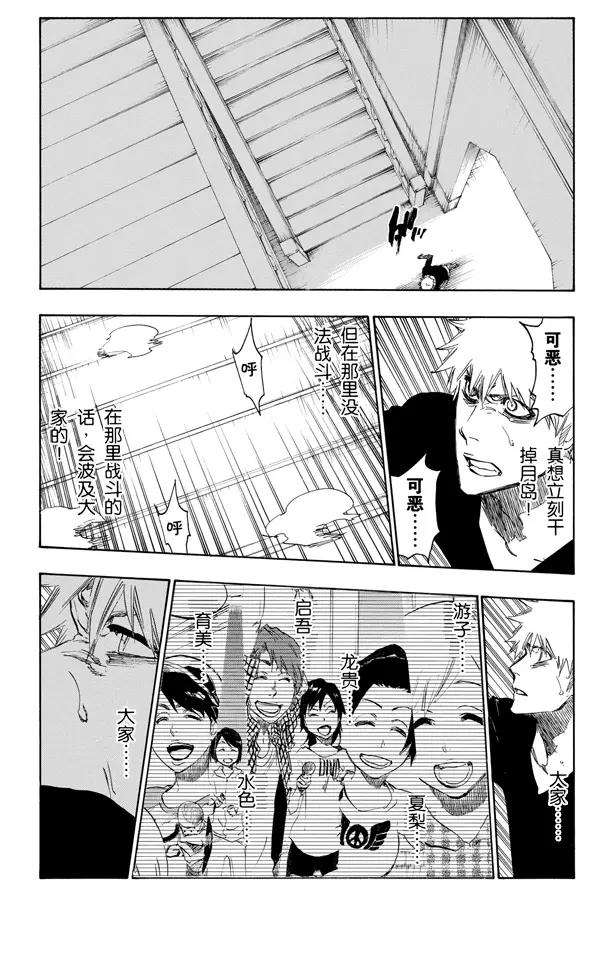 可恶……
真想立刻干
掉月岛！
可恶……
但在那里没
法战斗……
呼
在那里战斗的
话，会波及大
家的！
呼
大家……
游子……
夏梨……
龙贵……
启吾……
水色……
育美……
大家……